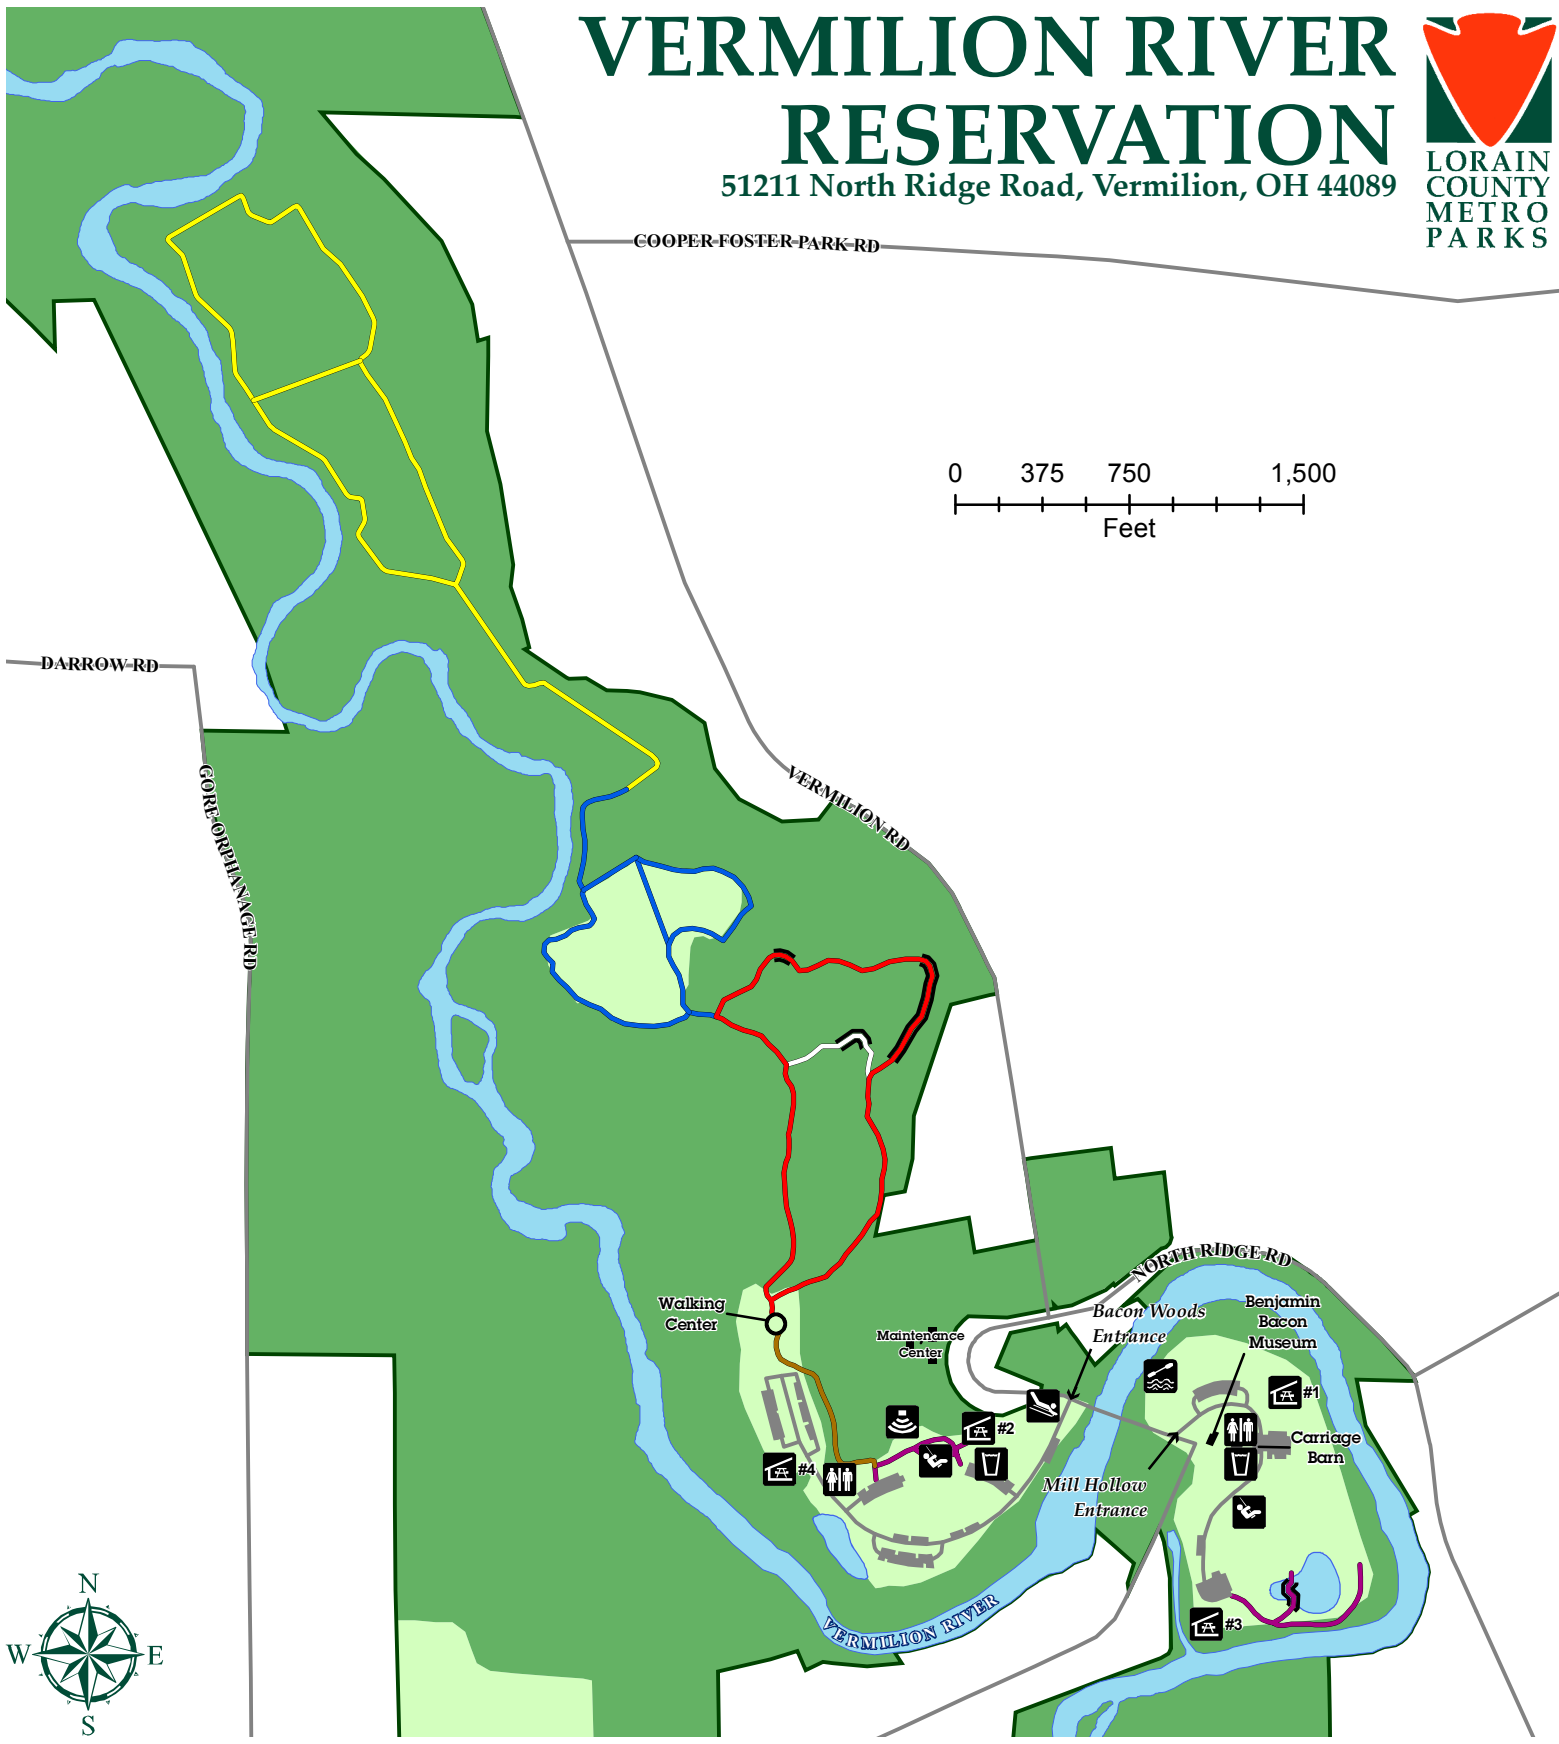 VERMILION RIVER
RESERVATION
51211 North Ridge Road, Vermilion, OH 44089
LORAIN
COUNTY
METRO
PARKS
COOPER FOSTER PARK RD
0 375 750 1,500
Feet
DARROW RD
GORE ORPHANAGE RD
VERMILION RD
NORTH RIDGE RD
Walking
Center
Maintenance
Center
Bacon Woods
Entrance
Benjamin
Bacon
Museum
#1
#2
Carriage
Barn
#4
Mill Hollow
Entrance
#3
VERMILION RIVER
N
W E
S